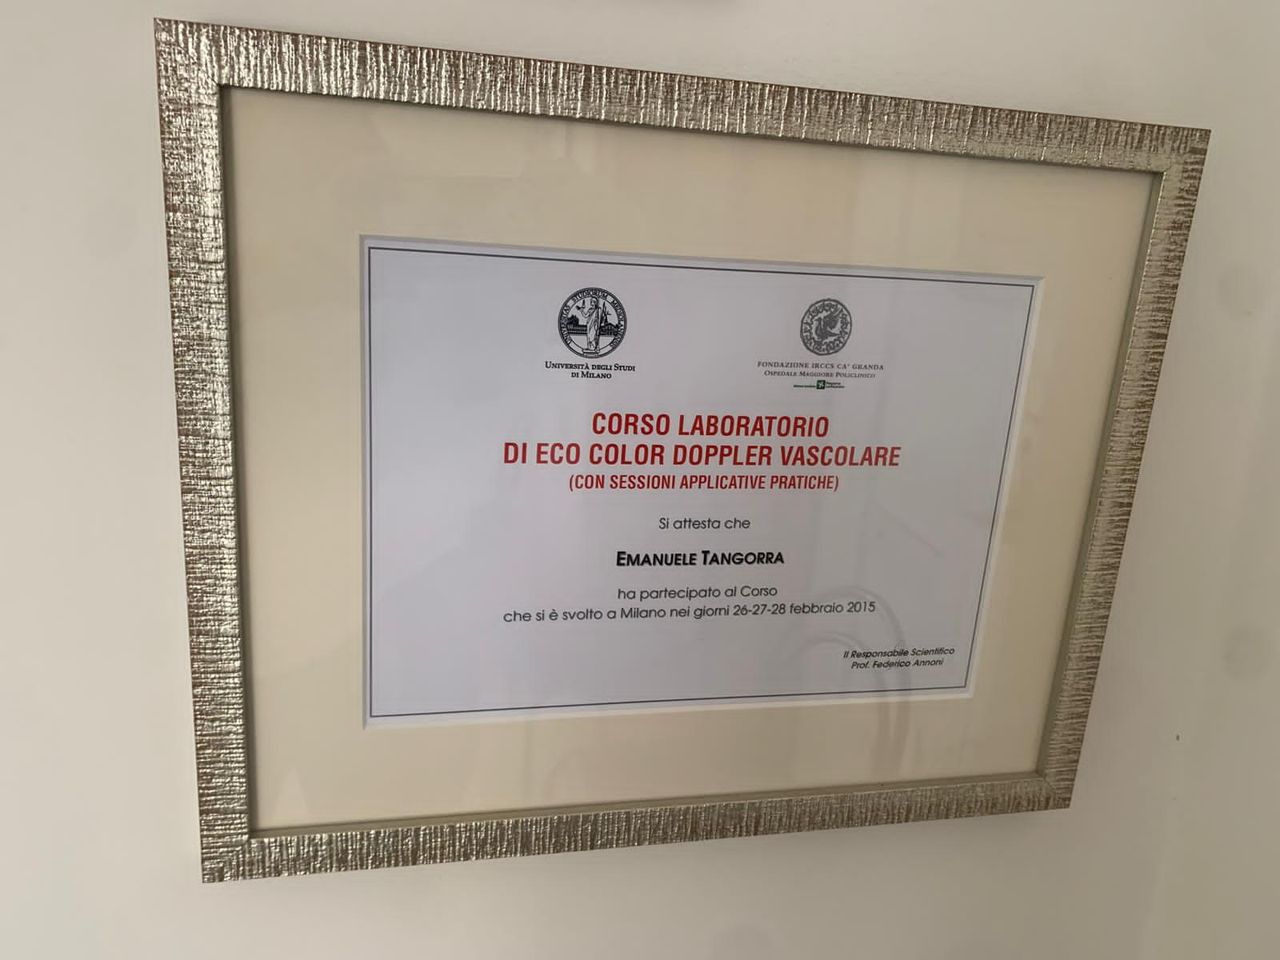 UNIVERSITÀ DEGLI STUDI
DI MILANO
FONDAZIONE IRCCS CA' GRANDA
OSPEDALE MAGGIORE POLICLINICO
CORSO LABORATORIO
DI ECO COLOR DOPPLER VASCOLARE
(CON SESSIONI APPLICATIVE PRATICHE)
Si attesta che
EMANUELE TANGORRA
ha partecipato al Corso
che si è svolto a Milano nei giorni 26-27-28 febbraio 2015
Il Responsabile Scientifico
Prof. Federico Annoni